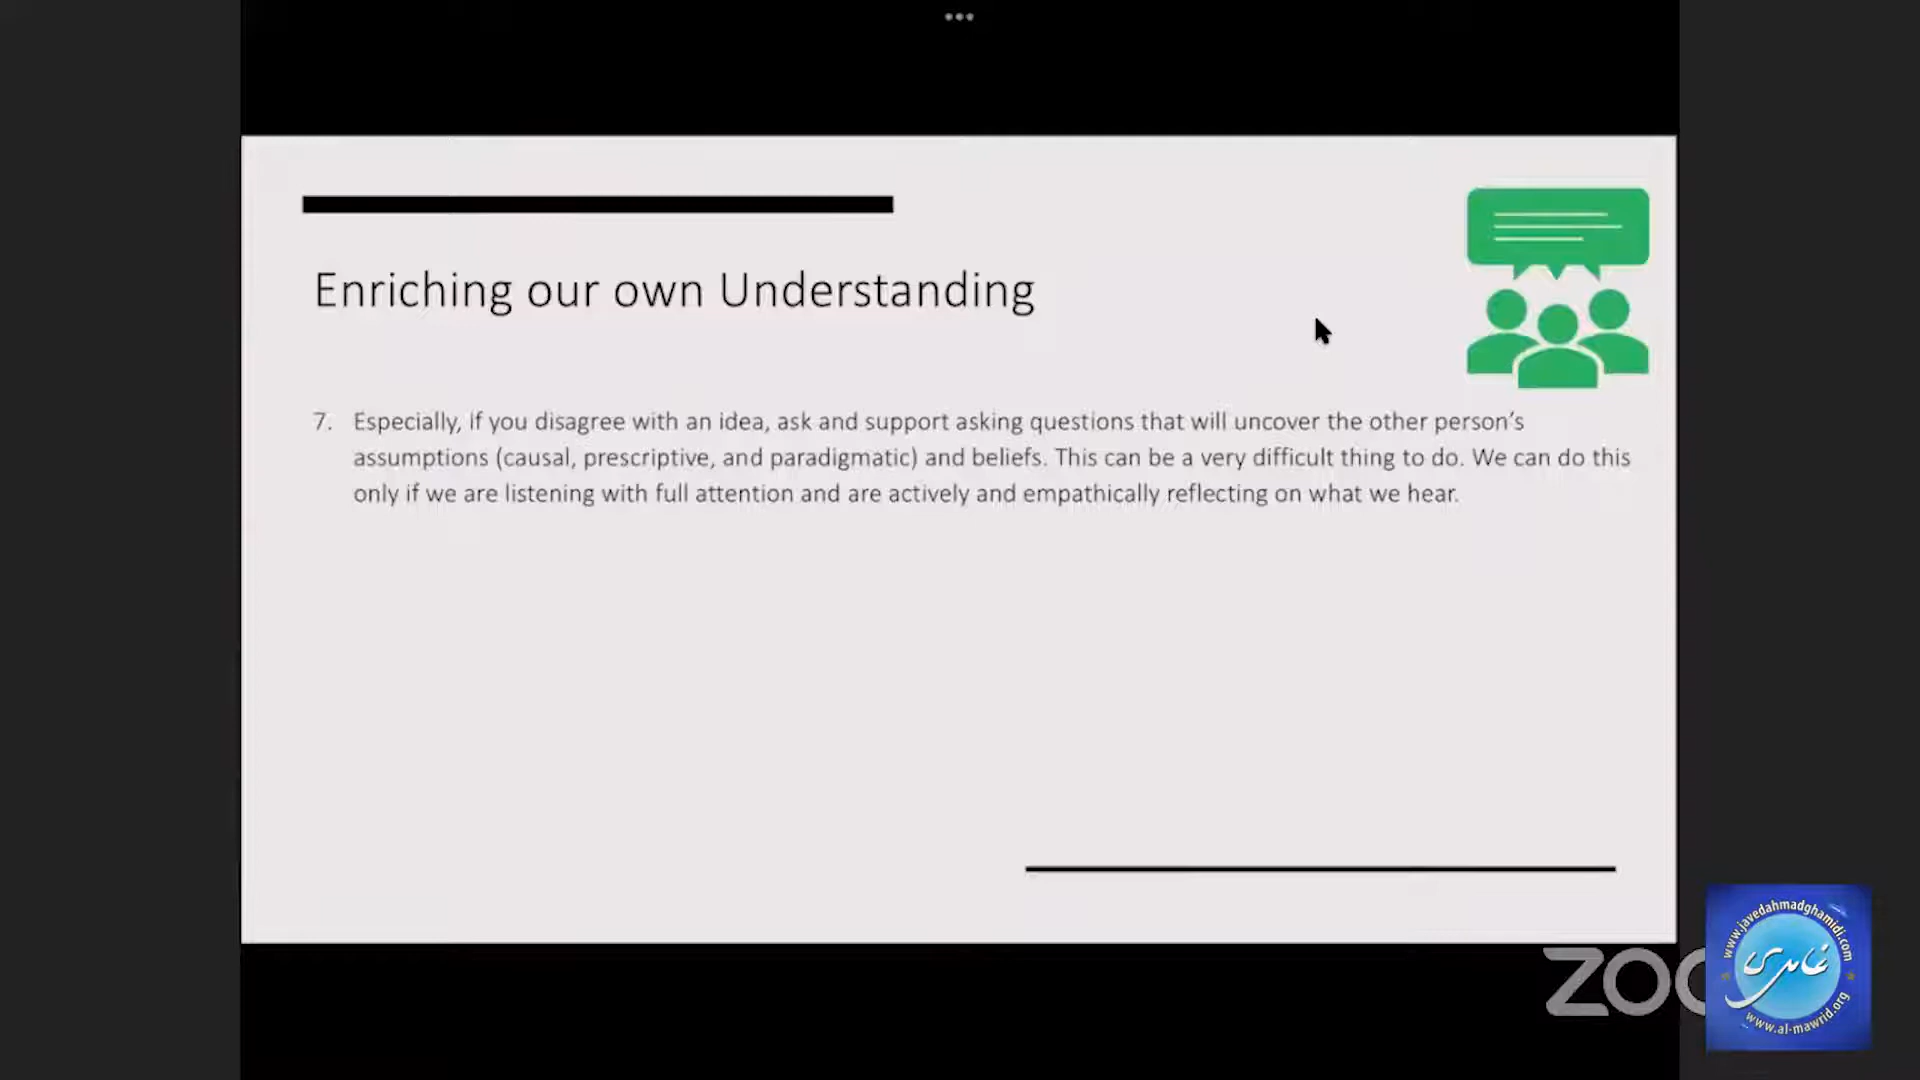 Enriching our own Understanding
7. Especially, if you disagree with an idea, ask and support asking questions that will uncover the other person’s
assumptions (causal, prescriptive, and paradigmatic) and beliefs. This can be a very difficult thing to do. We can do this
only if we are listening with full attention and are actively and empathically reflecting on what we hear.
zoo
www.javedahmadghamidi.com
غامدی
www.al-mawrid.org